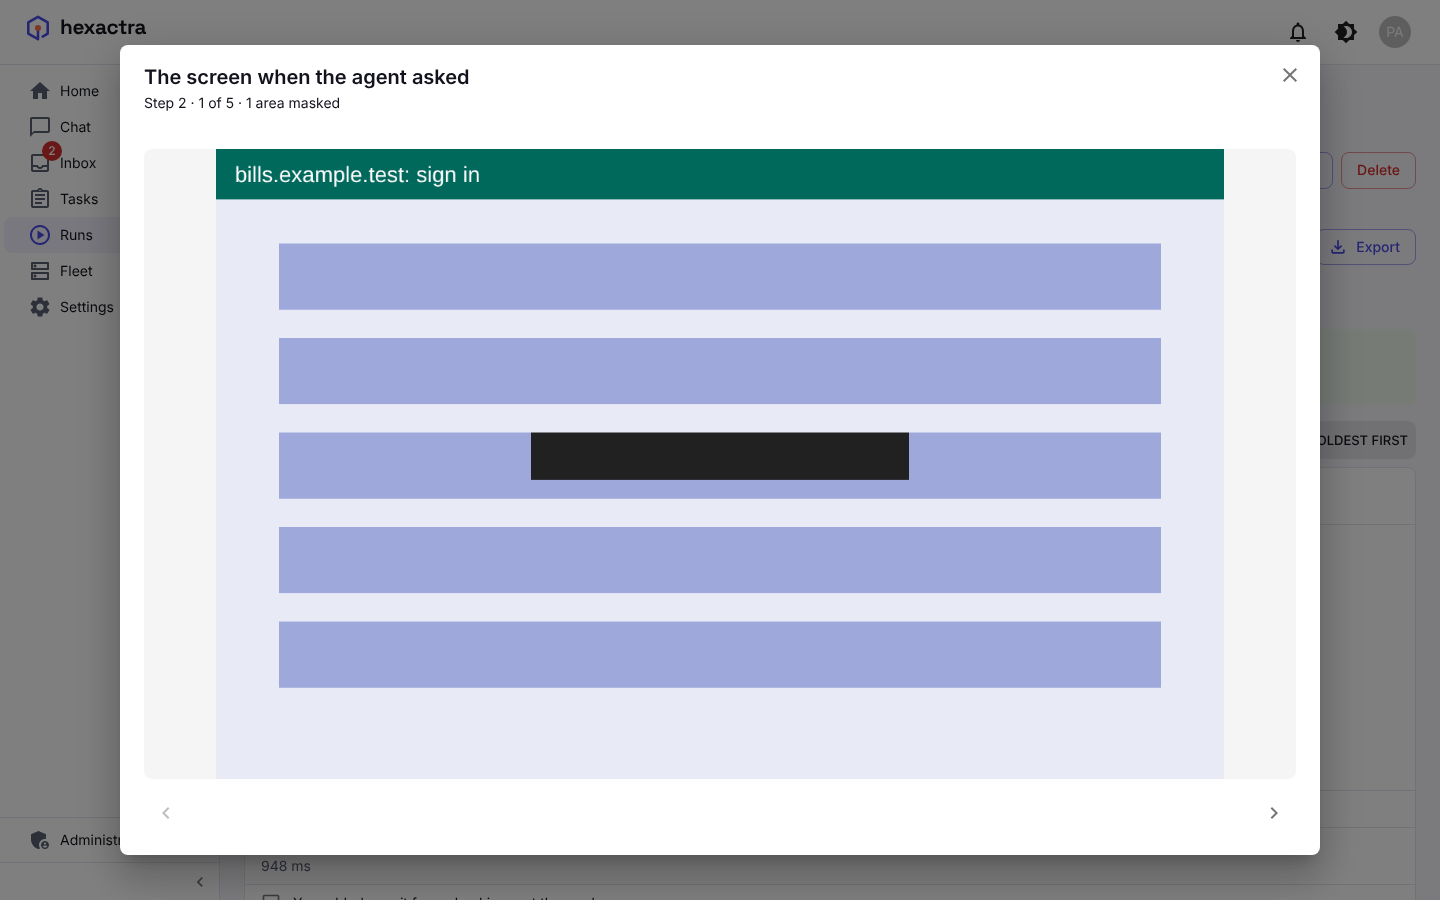 hexactra
PA
The screen when the agent asked
Step 2 · 1 of 5 · 1 area masked
Home
Chat
2
Inbox
Tasks
Runs
Fleet
Settings
bills.example.test: sign in
Delete
Export
OLDEST FIRST
948 ms